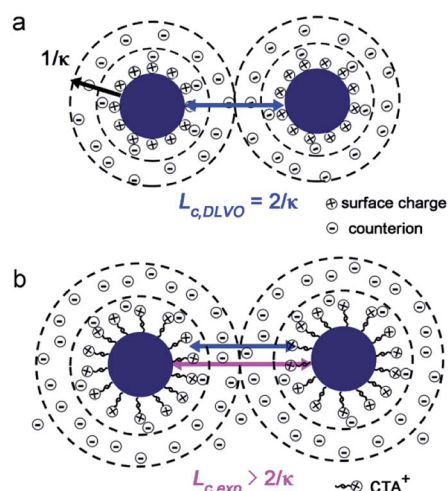 a
1/κ
L_c,DLVO = 2/κ
⊕ surface charge
⊖ counterion
b
L_c,exp > 2/κ
CTA⁺